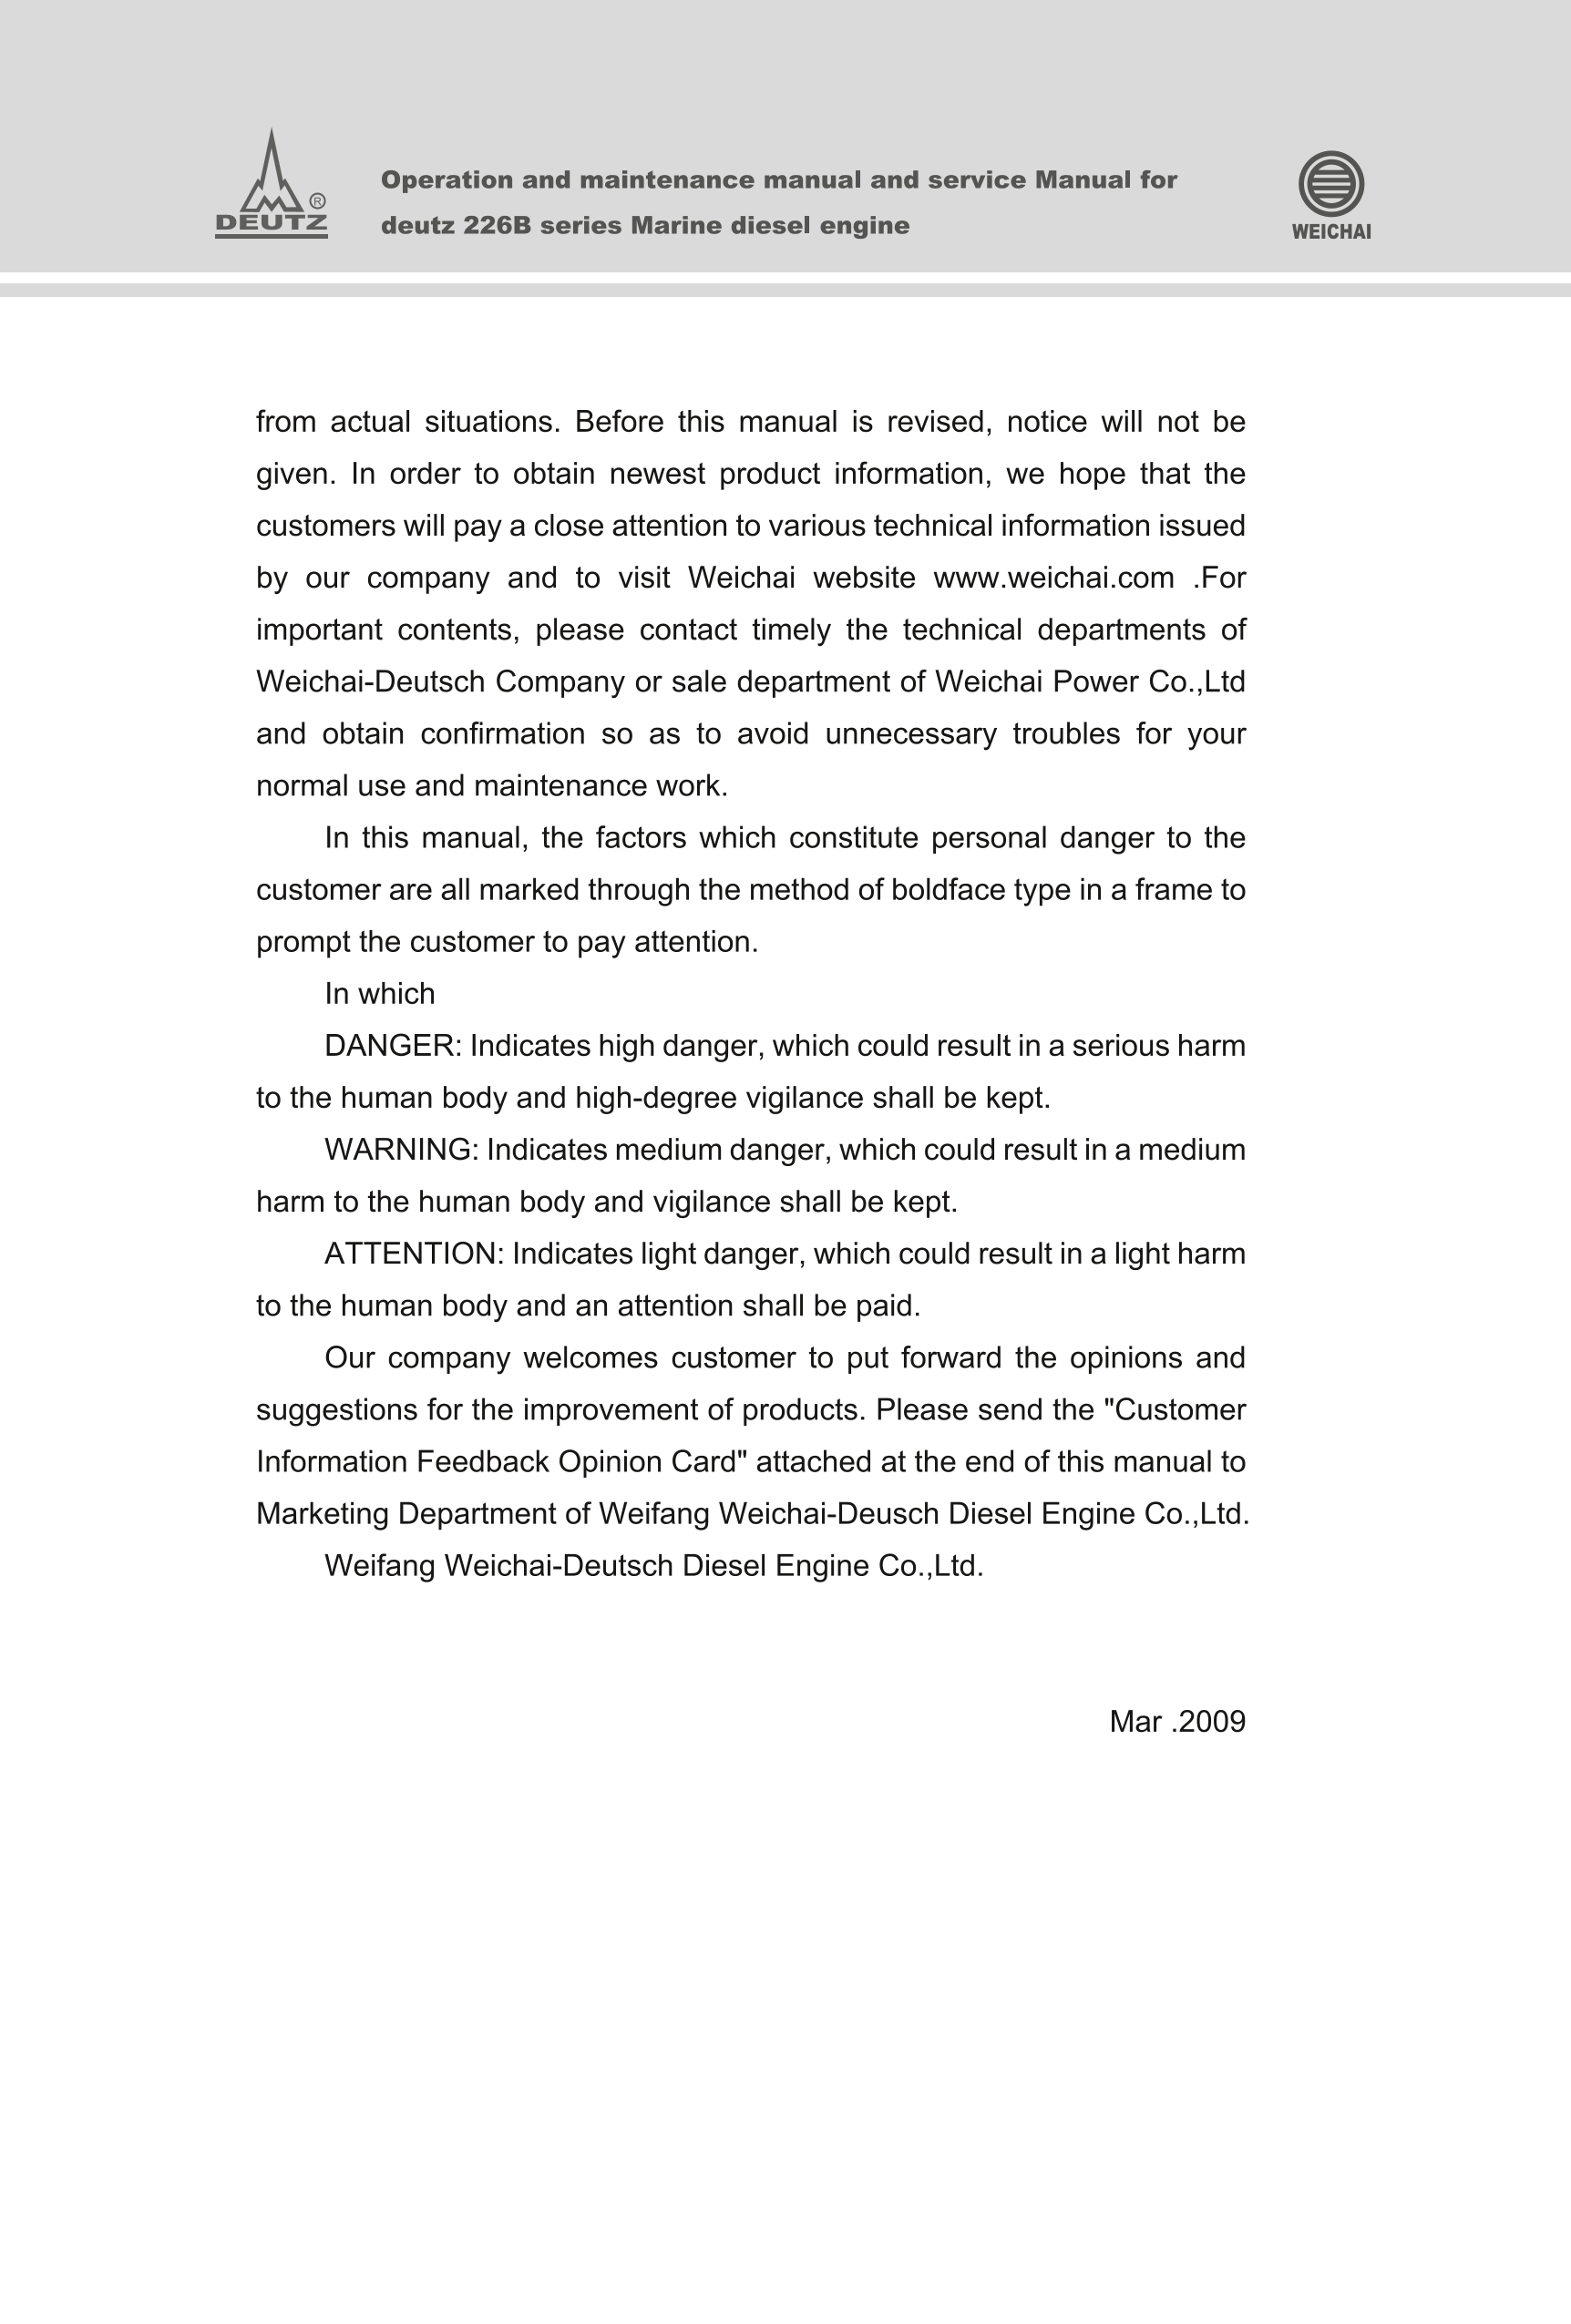 DEUTZ ®
Operation and maintenance manual and service Manual for
deutz 226B series Marine diesel engine
WEICHAI
from actual situations. Before this manual is revised, notice will not be
given. In order to obtain newest product information, we hope that the
customers will pay a close attention to various technical information issued
by our company and to visit Weichai website www.weichai.com .For
important contents, please contact timely the technical departments of
Weichai-Deutsch Company or sale department of Weichai Power Co.,Ltd
and obtain confirmation so as to avoid unnecessary troubles for your
normal use and maintenance work.
In this manual, the factors which constitute personal danger to the
customer are all marked through the method of boldface type in a frame to
prompt the customer to pay attention.
In which
DANGER: Indicates high danger, which could result in a serious harm
to the human body and high-degree vigilance shall be kept.
WARNING: Indicates medium danger, which could result in a medium
harm to the human body and vigilance shall be kept.
ATTENTION: Indicates light danger, which could result in a light harm
to the human body and an attention shall be paid.
Our company welcomes customer to put forward the opinions and
suggestions for the improvement of products. Please send the "Customer
Information Feedback Opinion Card" attached at the end of this manual to
Marketing Department of Weifang Weichai-Deusch Diesel Engine Co.,Ltd.
Weifang Weichai-Deutsch Diesel Engine Co.,Ltd.
Mar .2009